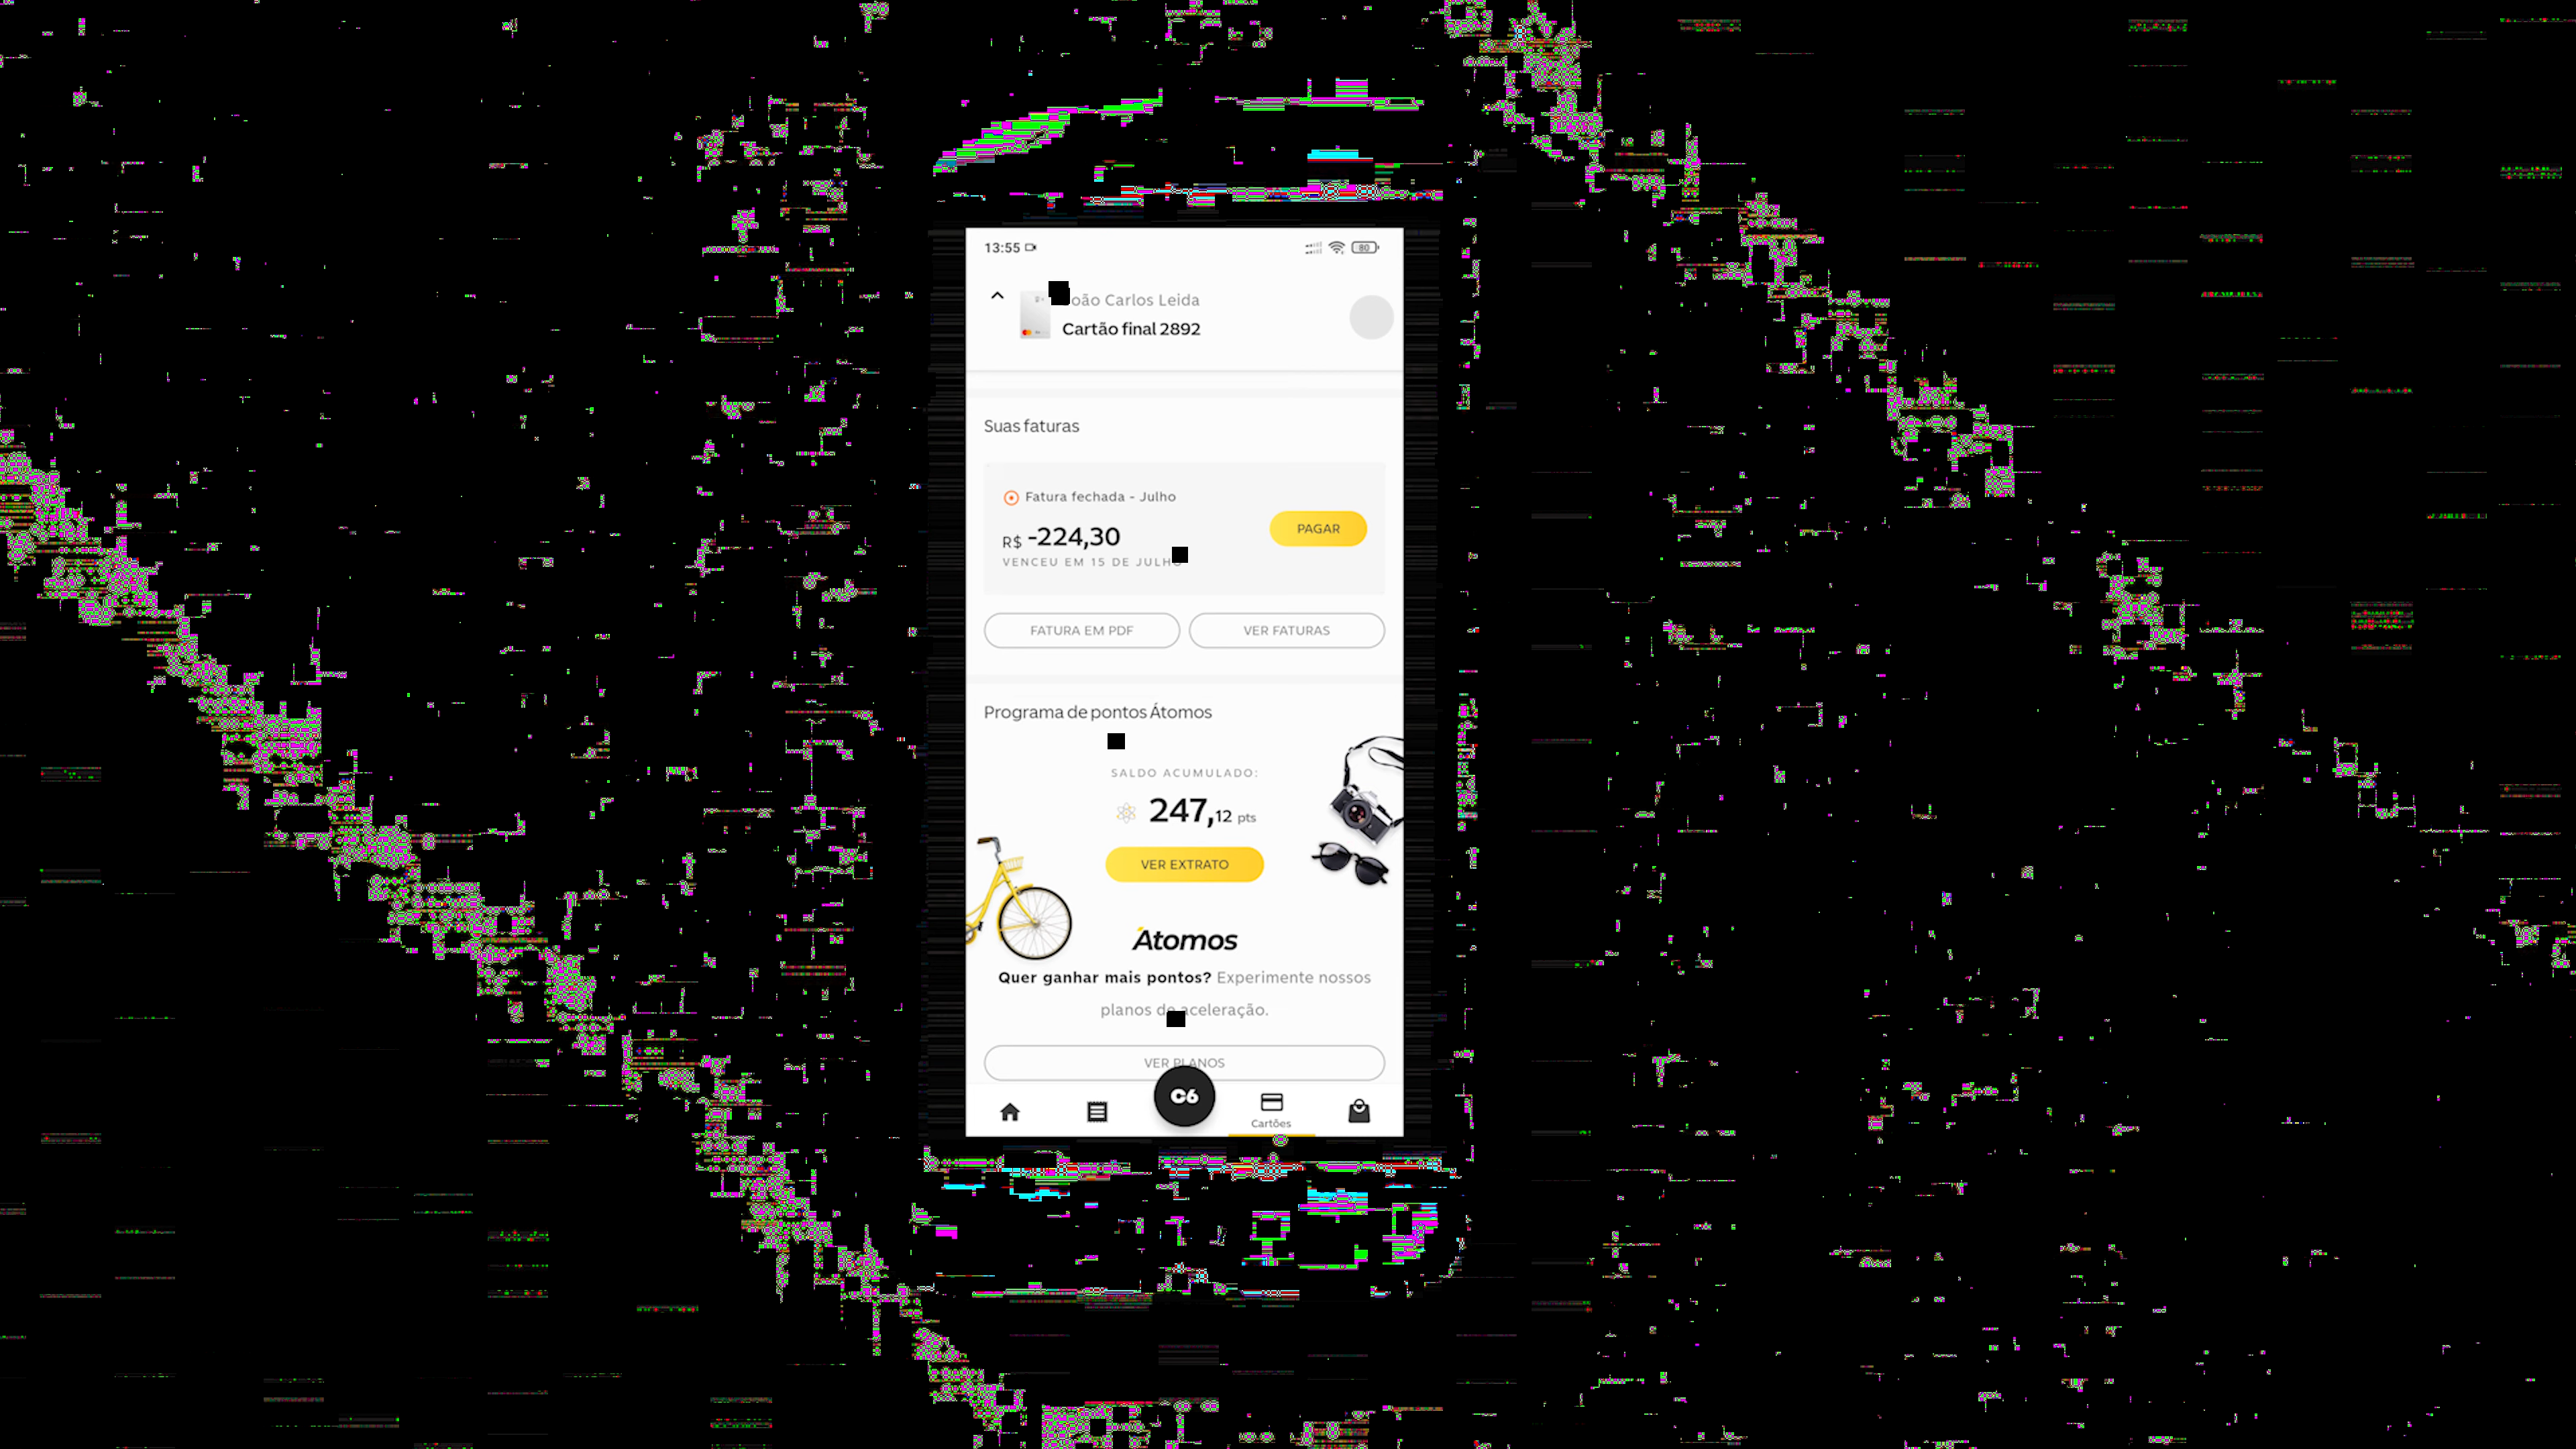 13:55
80
oão Carlos Leida
Cartão final 2892
Suas faturas
Fatura fechada - Julho
R$ -224,30
PAGAR
VENCEU EM 15 DE JULH
FATURA EM PDF
VER FATURAS
Programa de pontos Átomos
SALDO ACUMULADO:
247,12 pts
VER EXTRATO
Átomos
Quer ganhar mais pontos? Experimente nossos
planos de aceleração.
VER PLANOS
C6
Cartões